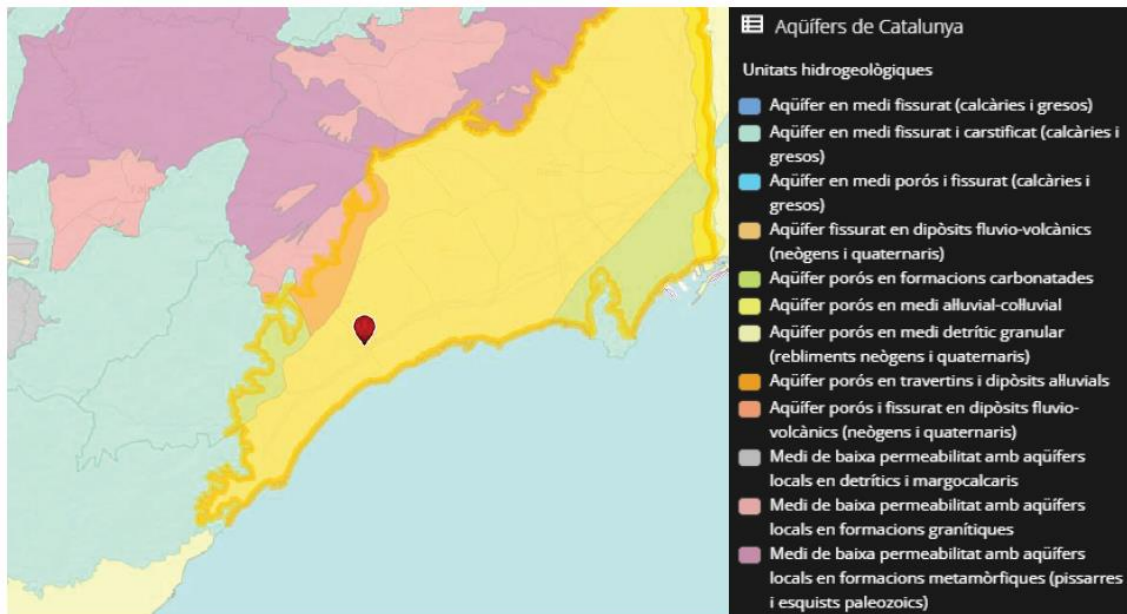 Aqüífers de Catalunya
Unitats hidrogeològiques
Aqüífer en medi fissurat (calcàries i gresos)
Aqüífer en medi fissurat i carstificat (calcàries i
gresos)
Aqüífer en medi porós i fissurat (calcàries i
gresos)
Aqüífer fissurat en dipòsits fluvio-volcànics
(neògens i quaternaris)
Aqüífer porós en formacions carbonatades
Aqüífer porós en medi al·luvial-col·luvial
Aqüífer porós en medi detrític granular
(rebliments neògens i quaternaris)
Aqüífer porós en travertins i dipòsits al·luvials
Aqüífer porós i fissurat en dipòsits fluvio-
volcànics (neògens i quaternaris)
Medi de baixa permeabilitat amb aqüífers
locals en detrítics i margocalcaris
Medi de baixa permeabilitat amb aqüífers
locals en formacions granítiques
Medi de baixa permeabilitat amb aqüífers
locals en formacions metamòrfiques (pissarres
i esquists paleozoics)